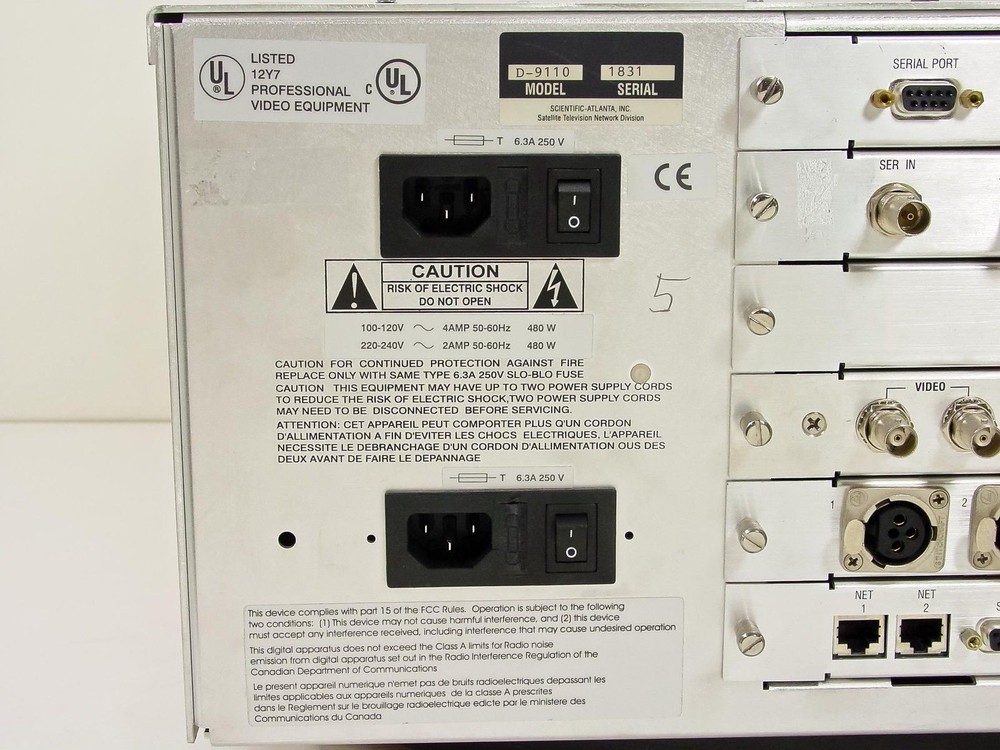 UL
®
LISTED
12Y7
PROFESSIONAL
VIDEO EQUIPMENT
C UL
®
D-9110 1831
MODEL SERIAL
SCIENTIFIC-ATLANTA, INC.
Satellite Television Network Division
T 6.3A 250 V
I
O
CE
CAUTION
RISK OF ELECTRIC SHOCK
DO NOT OPEN
5
100-120V 4AMP 50-60Hz 480 W
220-240V 2AMP 50-60Hz 480 W
CAUTION FOR CONTINUED PROTECTION AGAINST FIRE
REPLACE ONLY WITH SAME TYPE 6.3A 250V SLO-BLO FUSE
CAUTION THIS EQUIPMENT MAY HAVE UP TO TWO POWER SUPPLY CORDS
TO REDUCE THE RISK OF ELECTRIC SHOCK,TWO POWER SUPPLY CORDS
MAY NEED TO BE DISCONNECTED BEFORE SERVICING.
ATTENTION: CET APPAREIL PEUT COMPORTER PLUS Q'UN CORDON
D'ALLIMENTATION A FIN D'EVITER LES CHOCS ELECTRIQUES, L'APPAREIL
NECESSITE LE DEBRANCHAGE D'UN CORDON D'ALLIMENTATION OUS DES
DEUX AVANT DE FAIRE LE DEPANNAGE
T 6.3A 250 V
I
O
This device complies with part 15 of the FCC Rules. Operation is subject to the following
two conditions: (1) This device may not cause harmful interference, and (2) this device
must accept any interference received, including interference that may cause undesired operation
This digital apparatus does not exceed the Class A limits for Radio noise
emission from digital apparatus set out in the Radio Interference Regulation of the
Canadian Department of Communications
Le present appareil numerique n'emet pas de bruits radioelectriques depassant les
limites applicables aux appareils numeriques de la classe A prescrites
dans le Reglement sur le brouillage radioelectrique edicte par le ministere des
Communications du Canada
SERIAL PORT
SER IN
VIDEO
1 2
NET NET
1 2
S